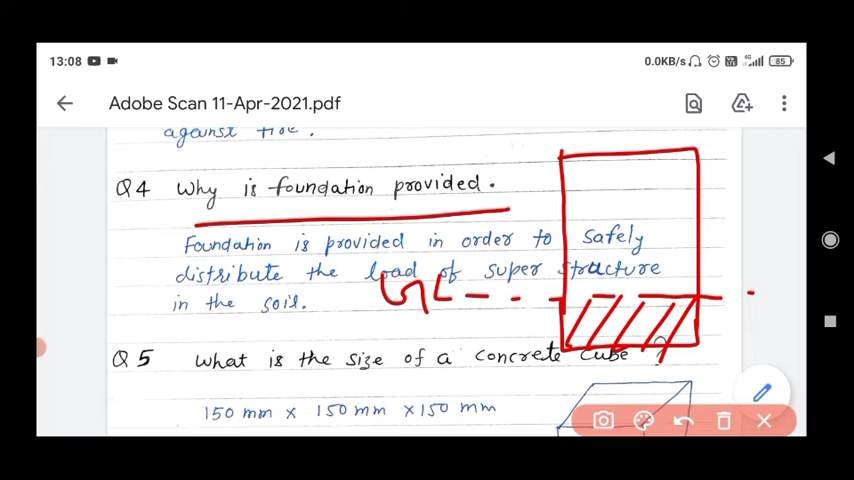 13:08
0.0KB/s 4G 85
Adobe Scan 11-Apr-2021.pdf
against
Q4 Why is foundation provided.
Foundation is provided in order to safely
distribute the load of super structure
in the soil.
GL
Q5 What is the size of a concrete cube ?
150 mm x 150 mm x 150 mm